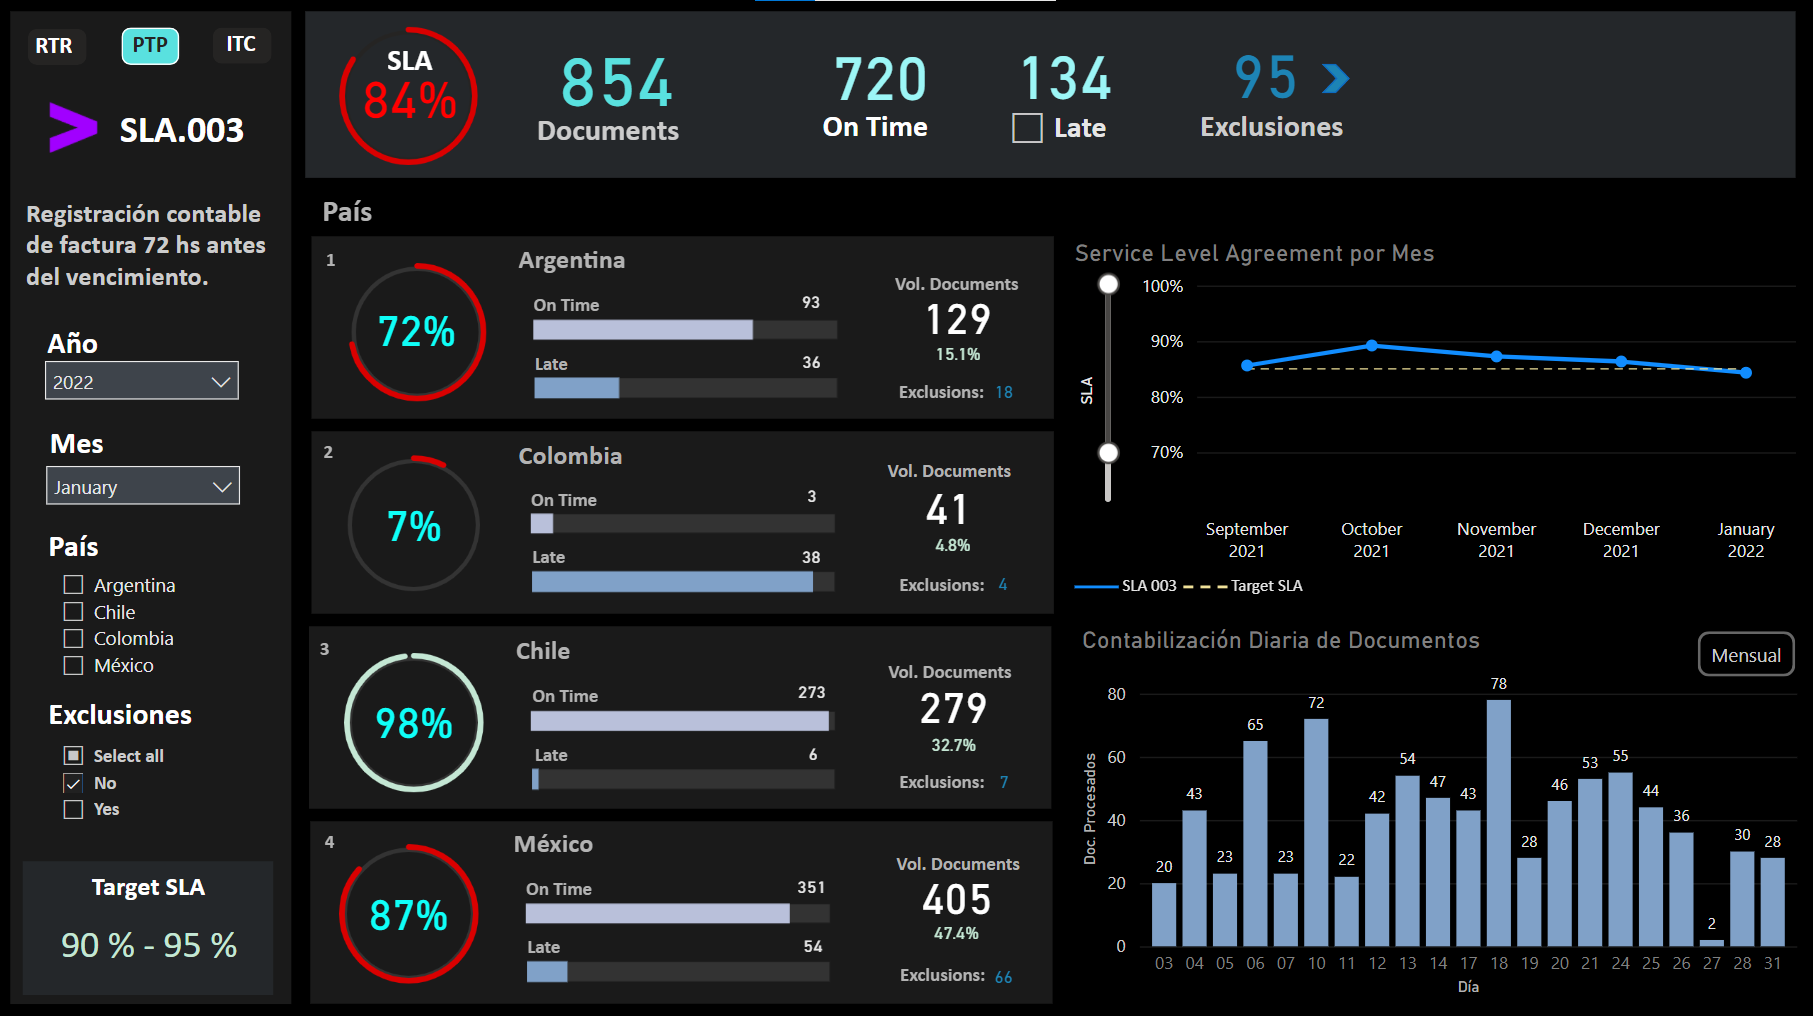 RTR
PTP
ITC
SLA.003
Registración contable
de factura 72 hs antes
del vencimiento.
Año
2022
Mes
January
País
Argentina
Chile
Colombia
México
Exclusiones
Select all
No
Yes
Target SLA
90 % - 95 %
SLA
84%
854
Documents
720
On Time
134
Late
95
Exclusiones
País
1
Argentina
72%
On Time
93
Late
36
Vol. Documents
129
15.1%
Exclusions: 18
2
Colombia
7%
On Time
3
Late
38
Vol. Documents
41
4.8%
Exclusions: 4
3
Chile
98%
On Time
273
Late
6
Vol. Documents
279
32.7%
Exclusions: 7
4
México
87%
On Time
351
Late
54
Vol. Documents
405
47.4%
Exclusions: 66
Service Level Agreement por Mes
SLA
100%
90%
80%
70%
September
2021
October
2021
November
2021
December
2021
January
2022
SLA 003
Target SLA
Contabilización Diaria de Documentos
Mensual
Doc. Procesados
80
60
40
20
0
20
43
23
65
23
72
22
42
54
47
43
78
28
46
53
55
44
36
2
30
28
03 04 05 06 07 10 11 12 13 14 17 18 19 20 21 24 25 26 27 28 31
Día